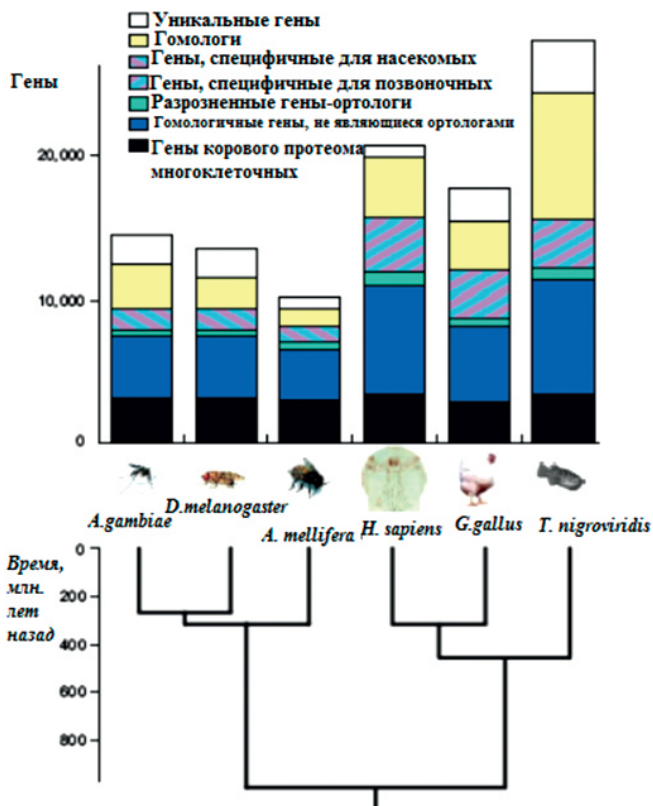 Уникальные гены
Гомологи
Гены, специфичные для насекомых
Гены, специфичные для позвоночных
Разрозненные гены-ортологи
Гомологичные гены, не являющиеся ортологами
Гены корового протеома
многоклеточных
Гены
20,000
10,000
0
A.gambiae
D.melanogaster
A. mellifera
H. sapiens
G.gallus
T. nigroviridis
Время,
млн.
лет
назад
0
200
400
600
800